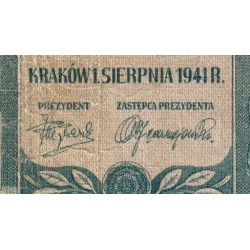 KRAKÓW 1. SIERPNIA 1941 R.
PREZYDENT ZASTĘPCA PREZYDENTA